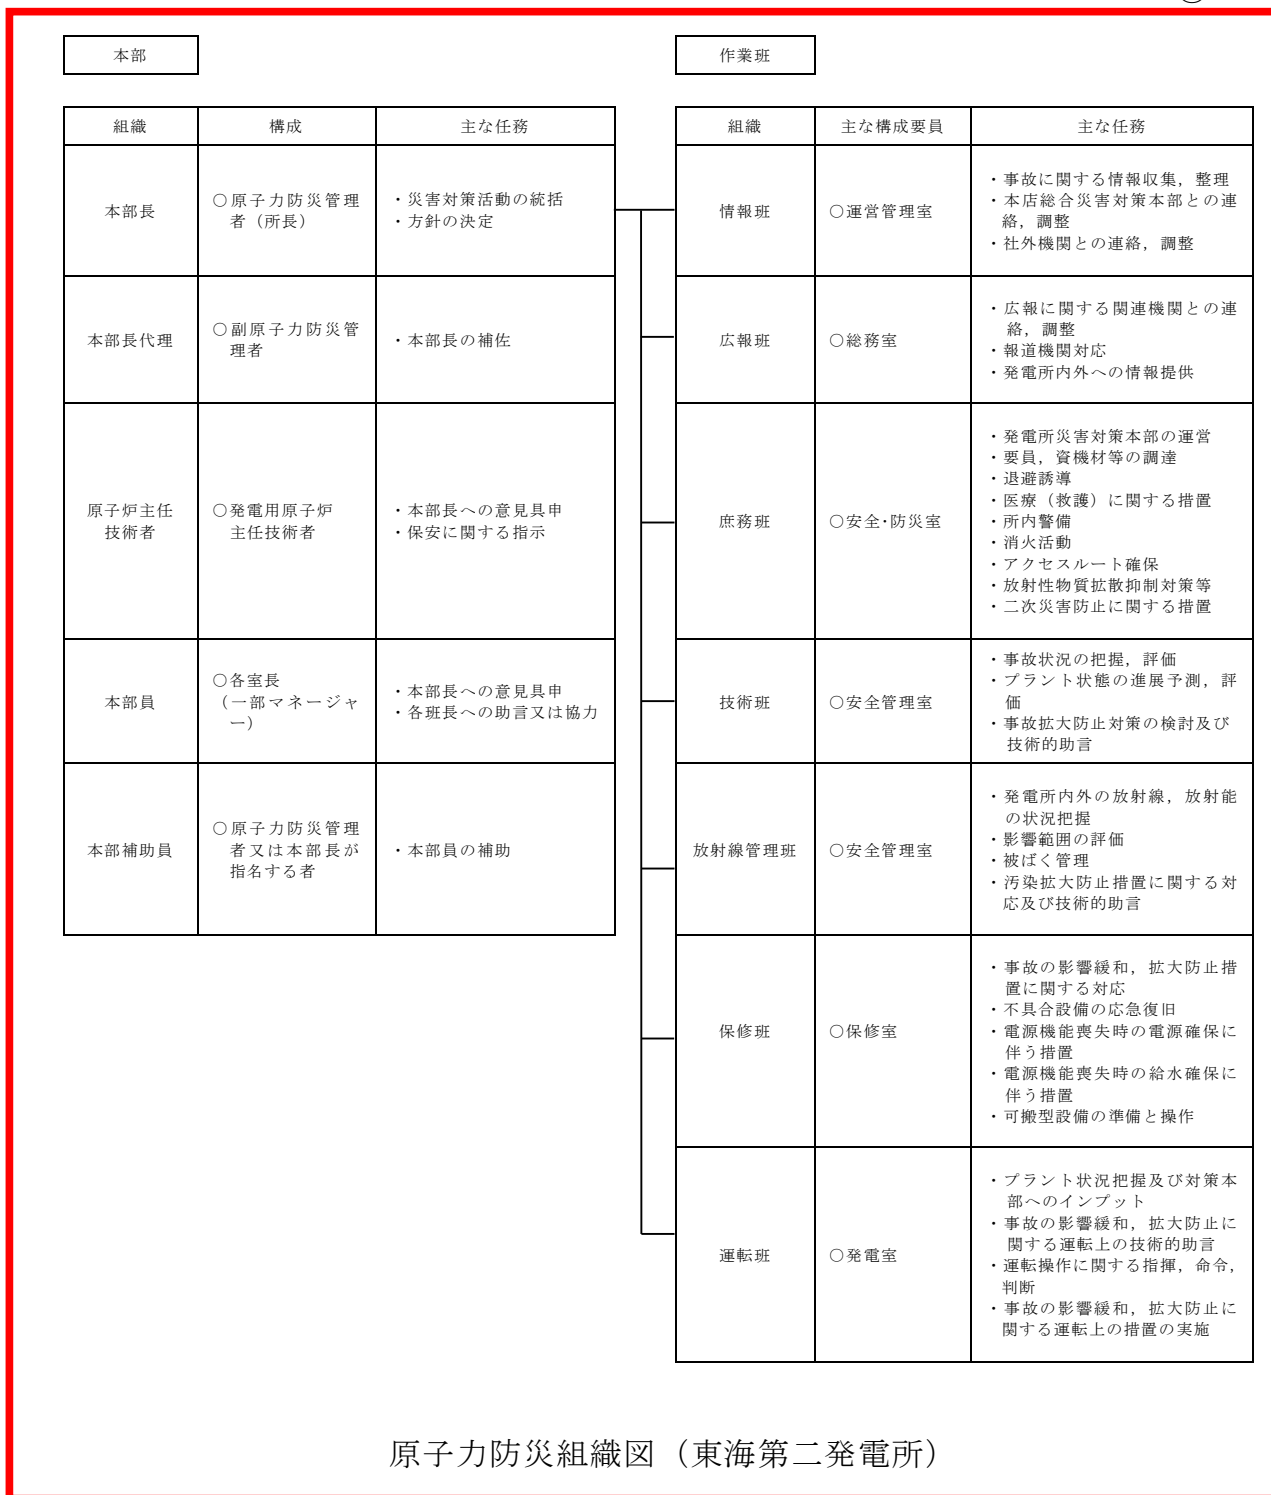 本部
組織
構成
主な任務
本部長
○原子力防災管理
者（所長）
・災害対策活動の統括
・方針の決定
本部長代理
○副原子力防災管
理者
・本部長の補佐
原子炉主任
技術者
○発電用原子炉
主任技術者
・本部長への意見具申
・保安に関する指示
本部員
○各室長
（一部マネージャ
ー）
・本部長への意見具申
・各班長への助言又は協力
本部補助員
○原子力防災管理
者又は本部長が
指名する者
・本部員の補助
作業班
組織
主な構成要員
主な任務
情報班
○運営管理室
・事故に関する情報収集，整理
・本店総合災害対策本部との連
絡，調整
・社外機関との連絡，調整
広報班
○総務室
・広報に関する関連機関との連
絡，調整
・報道機関対応
・発電所内外への情報提供
庶務班
○安全･防災室
・発電所災害対策本部の運営
・要員，資機材等の調達
・退避誘導
・医療（救護）に関する措置
・所内警備
・消火活動
・アクセスルート確保
・放射性物質拡散抑制対策等
・二次災害防止に関する措置
技術班
○安全管理室
・事故状況の把握，評価
・プラント状態の進展予測，評
価
・事故拡大防止対策の検討及び
技術的助言
放射線管理班
○安全管理室
・発電所内外の放射線，放射能
の状況把握
・影響範囲の評価
・被ばく管理
・汚染拡大防止措置に関する対
応及び技術的助言
保修班
○保修室
・事故の影響緩和，拡大防止措
置に関する対応
・不具合設備の応急復旧
・電源機能喪失時の電源確保に
伴う措置
・電源機能喪失時の給水確保に
伴う措置
・可搬型設備の準備と操作
運転班
○発電室
・プラント状況把握及び対策本
部へのインプット
・事故の影響緩和，拡大防止に
関する運転上の技術的助言
・運転操作に関する指揮，命令，
判断
・事故の影響緩和，拡大防止に
関する運転上の措置の実施
原子力防災組織図（東海第二発電所）